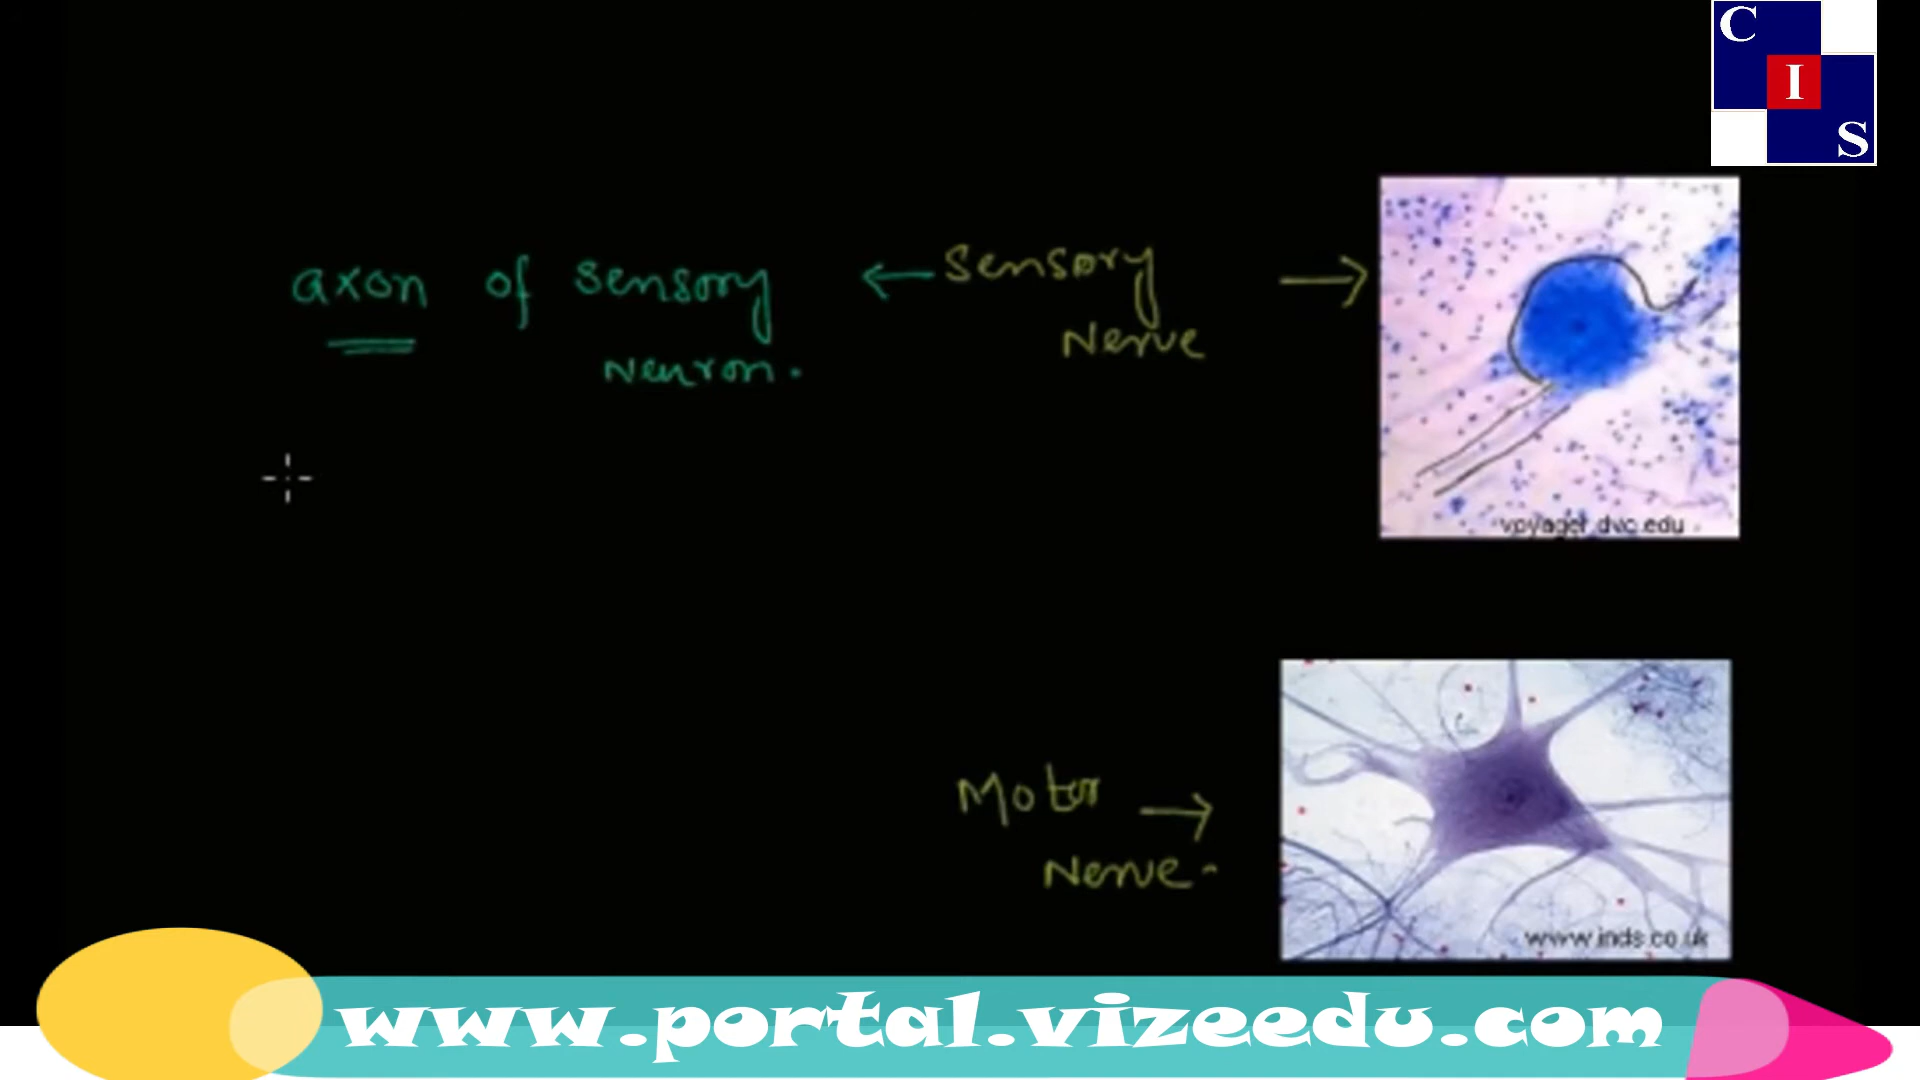 C
I
S
axon of sensory ← Sensory →
Neuron.
Nerve
voyager.dvc.edu
Motor →
Nerve.
www.inds.co.uk
www.portal.vizeedu.com